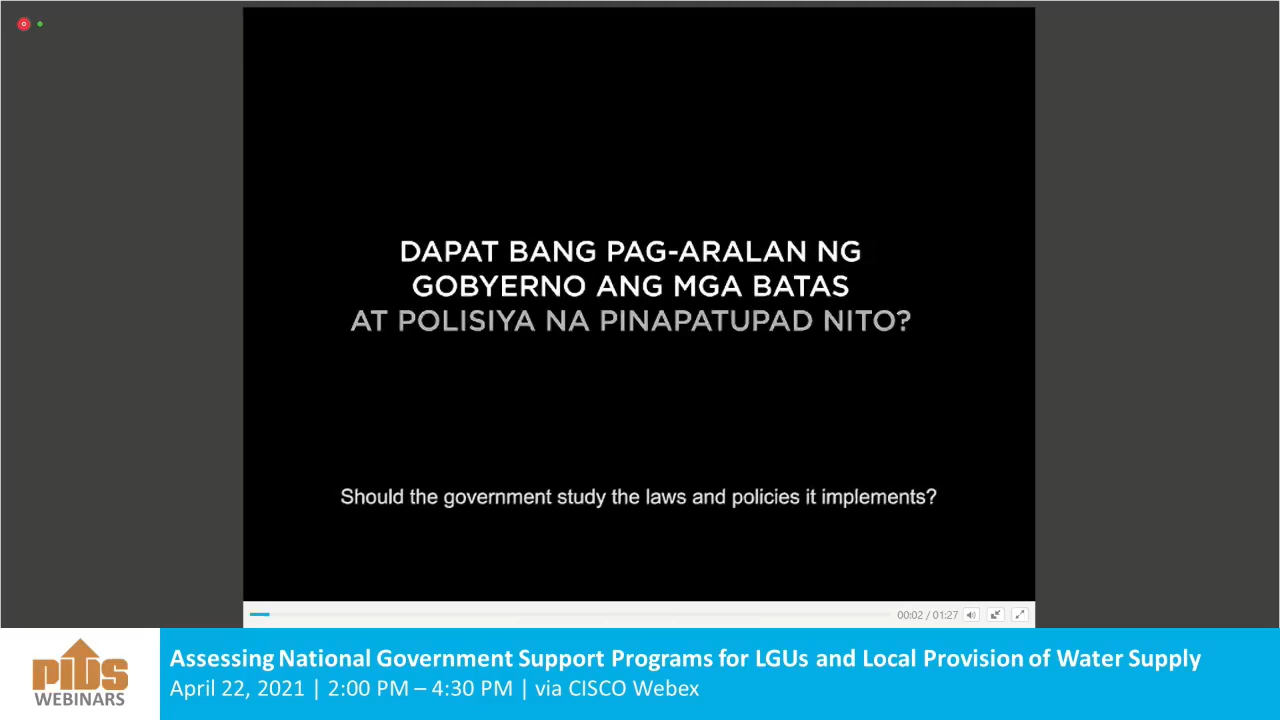 DAPAT BANG PAG-ARALAN NG
GOBYERNO ANG MGA BATAS
AT POLISIYA NA PINAPATUPAD NITO?
Should the government study the laws and policies it implements?
00:02 / 01:27
PIDS
WEBINARS
Assessing National Government Support Programs for LGUs and Local Provision of Water Supply
April 22, 2021 | 2:00 PM – 4:30 PM | via CISCO Webex